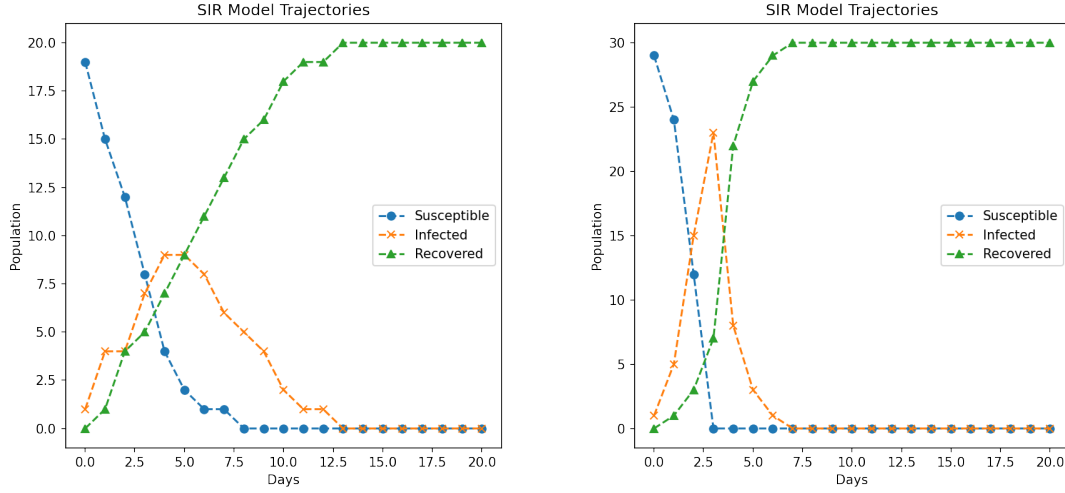 SIR Model Trajectories
20.0
17.5
15.0
12.5
10.0
7.5
5.0
2.5
0.0
Population
Susceptible
Infected
Recovered
0.0 2.5 5.0 7.5 10.0 12.5 15.0 17.5 20.0
Days
SIR Model Trajectories
30
25
20
15
10
5
0
Population
Susceptible
Infected
Recovered
0.0 2.5 5.0 7.5 10.0 12.5 15.0 17.5 20.0
Days